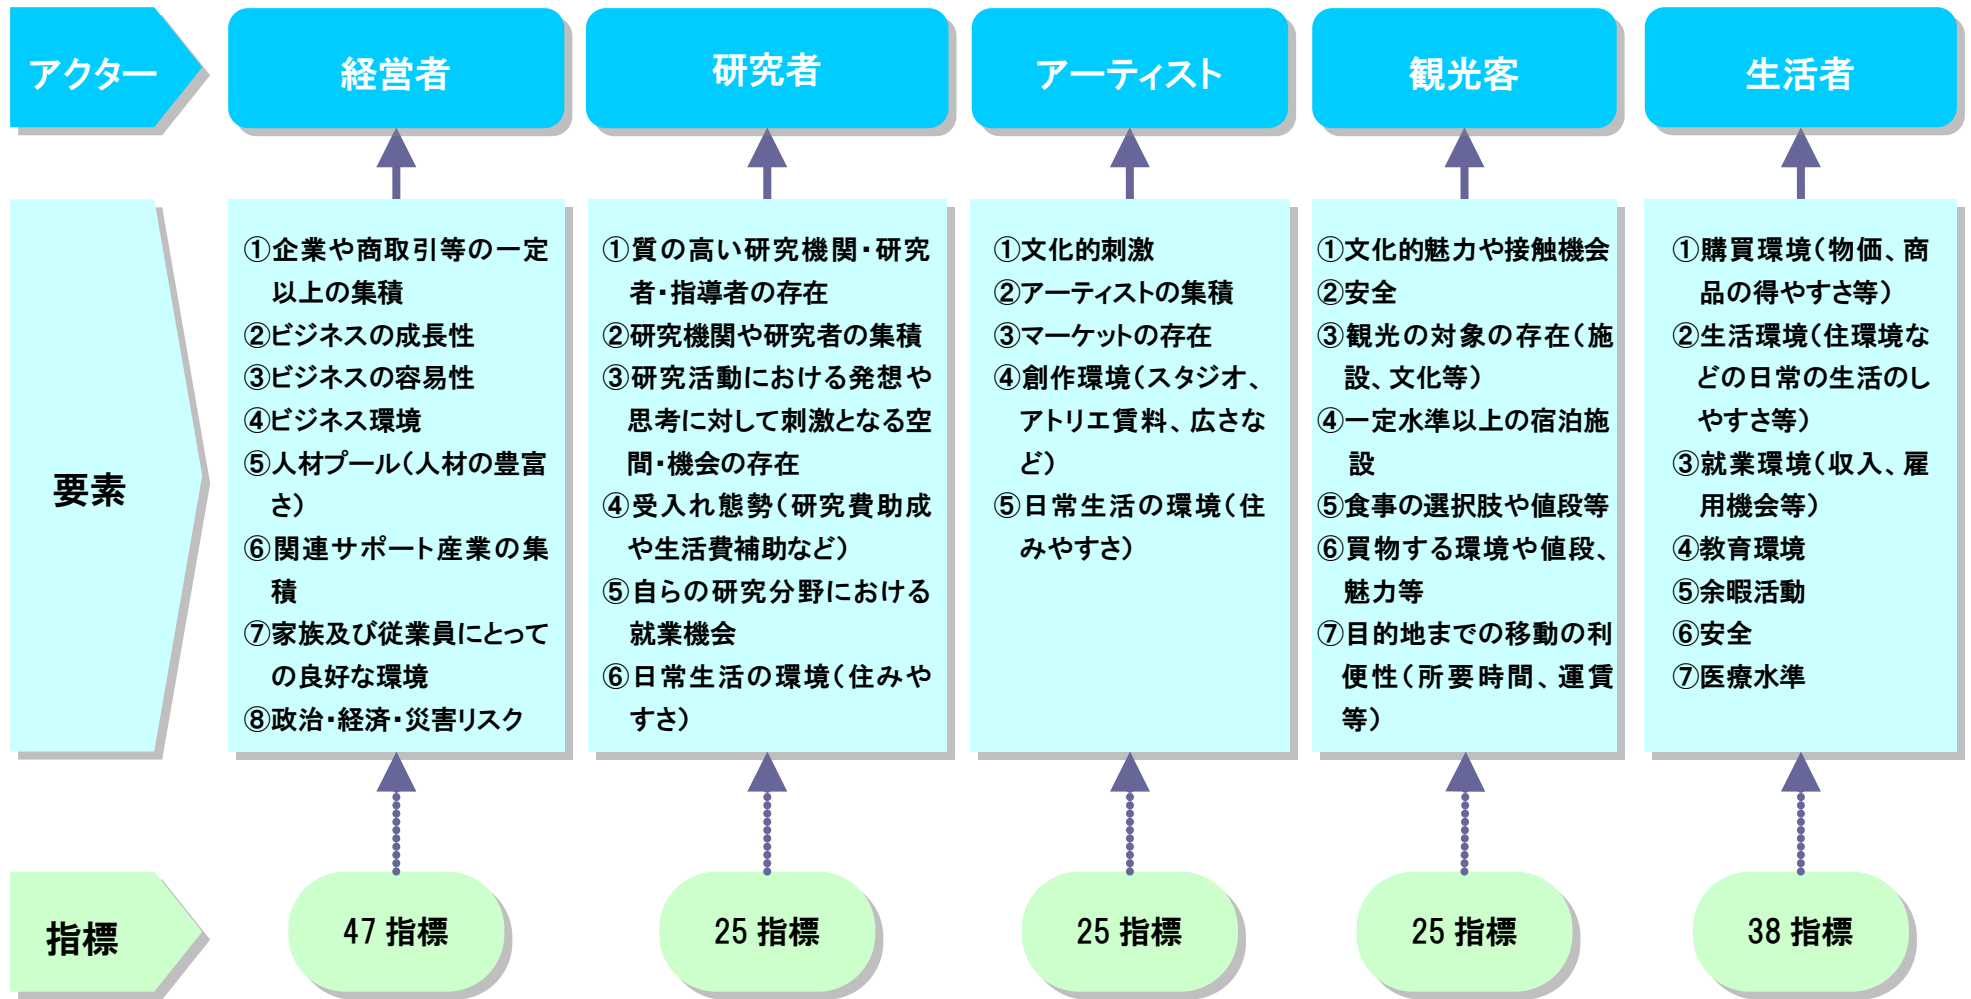 アクター
経営者
研究者
アーティスト
観光客
生活者
要素
①企業や商取引等の一定
以上の集積
②ビジネスの成長性
③ビジネスの容易性
④ビジネス環境
⑤人材プール(人材の豊富
さ)
⑥関連サポート産業の集
積
⑦家族及び従業員にとって
の良好な環境
⑧政治・経済・災害リスク
①質の高い研究機関・研究
者・指導者の存在
②研究機関や研究者の集積
③研究活動における発想や
思考に対して刺激となる空
間・機会の存在
④受入れ態勢(研究費助成
や生活費補助など)
⑤自らの研究分野における
就業機会
⑥日常生活の環境(住みや
すさ)
①文化的刺激
②アーティストの集積
③マーケットの存在
④創作環境(スタジオ、
アトリエ賃料、広さな
ど)
⑤日常生活の環境(住
みやすさ)
①文化的魅力や接触機会
②安全
③観光の対象の存在(施
設、文化等)
④一定水準以上の宿泊施
設
⑤食事の選択肢や値段等
⑥買物する環境や値段、
魅力等
⑦目的地までの移動の利
便性(所要時間、運賃
等)
①購買環境(物価、商
品の得やすさ等)
②生活環境(住環境な
どの日常の生活のし
やすさ等)
③就業環境(収入、雇
用機会等)
④教育環境
⑤余暇活動
⑥安全
⑦医療水準
指標
47 指標
25 指標
25 指標
25 指標
38 指標